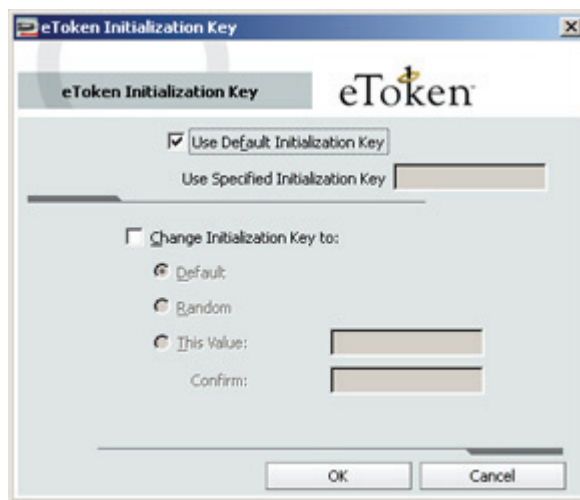 eToken Initialization Key
eToken Initialization Key
eToken
Use Default Initialization Key
Use Specified Initialization Key
Change Initialization Key to:
Default
Random
This Value:
Confirm:
OK Cancel